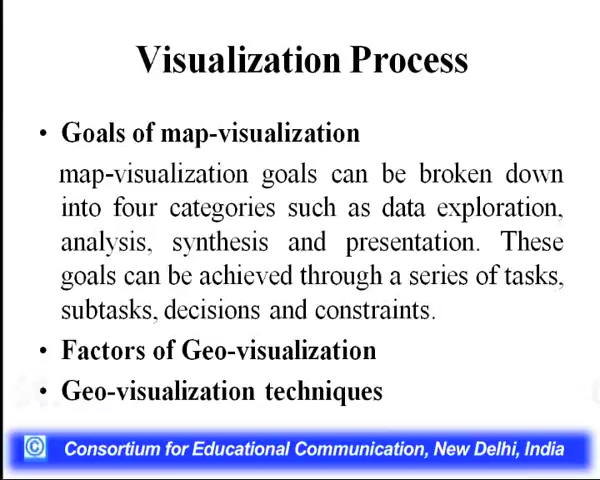 Visualization Process
• Goals of map-visualization
map-visualization goals can be broken down
into four categories such as data exploration,
analysis, synthesis and presentation. These
goals can be achieved through a series of tasks,
subtasks, decisions and constraints.
• Factors of Geo-visualization
• Geo-visualization techniques
© Consortium for Educational Communication, New Delhi, India